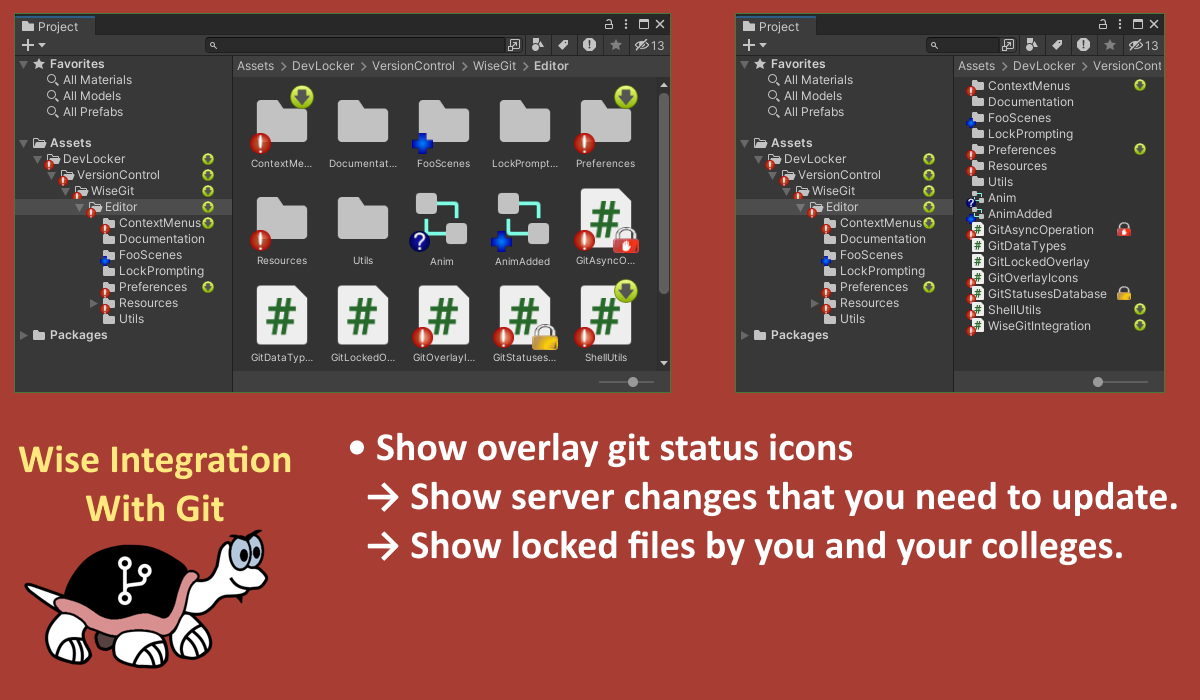 Project
13
Favorites
All Materials
All Models
All Prefabs
Assets
DevLocker
VersionControl
WiseGit
Editor
ContextMenus
Documentation
FooScenes
LockPrompting
Preferences
Resources
Utils
Packages
Assets > DevLocker > VersionControl > WiseGit > Editor
ContextMe...
Documentat...
FooScenes
LockPrompt...
Preferences
Resources
Utils
Anim
AnimAdded
GitAsyncO...
GitDataTyp...
GitLockedO...
GitOverlayI...
GitStatuses...
ShellUtils
Project
13
Favorites
All Materials
All Models
All Prefabs
Assets
DevLocker
VersionControl
WiseGit
Editor
ContextMenus
Documentation
FooScenes
LockPrompting
Preferences
Resources
Utils
Packages
Assets > DevLocker > VersionCont
ContextMenus
Documentation
FooScenes
LockPrompting
Preferences
Resources
Utils
Anim
AnimAdded
GitAsyncOperation
GitDataTypes
GitLockedOverlay
GitOverlayIcons
GitStatusesDatabase
ShellUtils
WiseGitIntegration
Wise Integration
With Git
• Show overlay git status icons
→ Show server changes that you need to update.
→ Show locked files by you and your colleges.